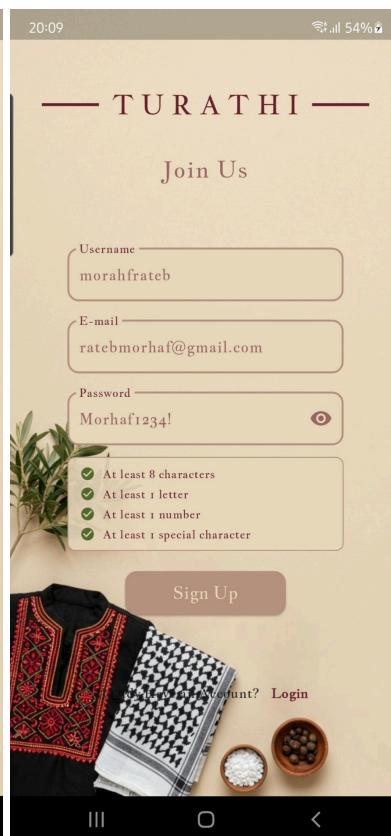 20:09
54%
TURATHI
Join Us
Username
morahfrateb
E-mail
ratebmorhaf@gmail.com
Password
Morhaf1234!
At least 8 characters
At least 1 letter
At least 1 number
At least 1 special character
Sign Up
Account? Login